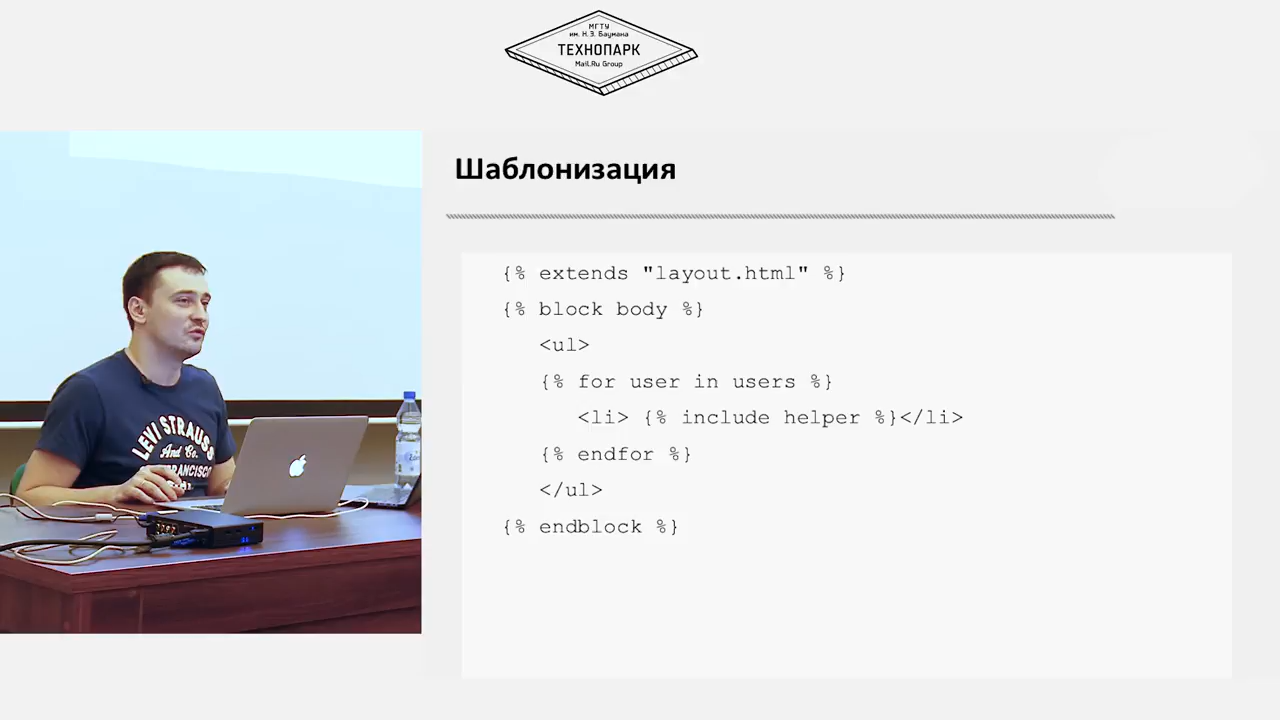 МГТУ
им. Н.Э. Баумана
ТЕХНОПАРК
Mail.Ru Group
Шаблонизация
{% extends "layout.html" %}
{% block body %}
<ul>
{% for user in users %}
<li> {% include helper %}</li>
{% endfor %}
</ul>
{% endblock %}
LEVI STRAUSS
And Co.
FRANCISCO